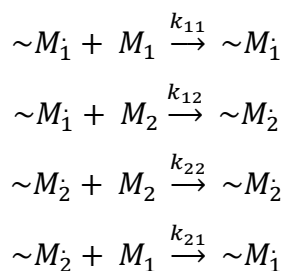 ~M₁̇ + M₁ →k₁₁ ~M₁̇
~M₁̇ + M₂ →k₁₂ ~M₂̇
~M₂̇ + M₂ →k₂₂ ~M₂̇
~M₂̇ + M₁ →k₂₁ ~M₁̇